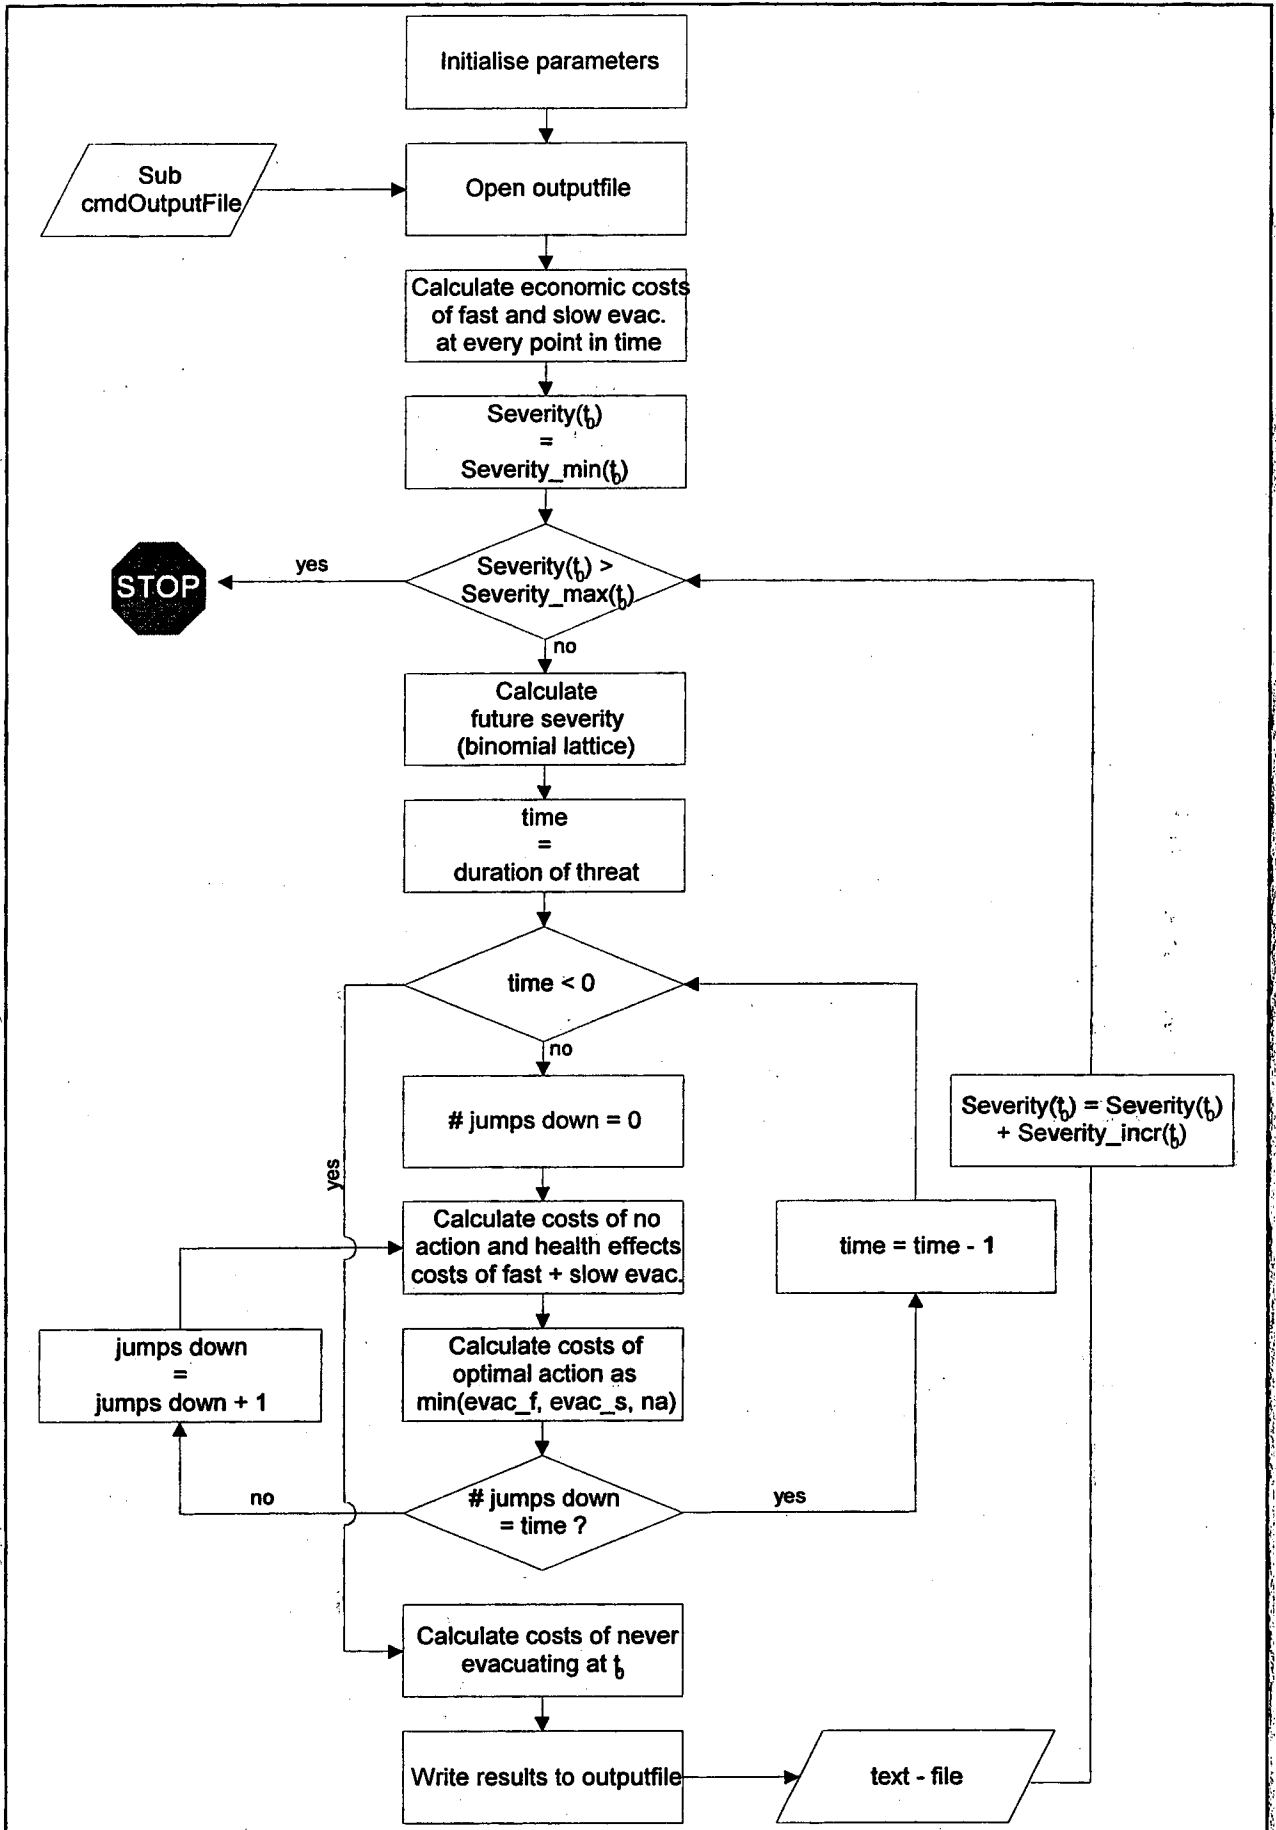 Initialise parameters
Sub
cmdOutputFile
Open outputfile
Calculate economic costs
of fast and slow evac.
at every point in time
Severity(t₀)
=
Severity_min(t₀)
STOP
yes
Severity(t₀) >
Severity_max(t₀)
no
Calculate
future severity
(binomial lattice)
time
=
duration of threat
time < 0
no
yes
# jumps down = 0
Severity(t₀) = Severity(t₀)
+ Severity_incr(t₀)
Calculate costs of no
action and health effects
costs of fast + slow evac.
time = time - 1
jumps down
=
jumps down + 1
Calculate costs of
optimal action as
min(evac_f, evac_s, na)
no
# jumps down
= time ?
yes
Calculate costs of never
evacuating at t₀
Write results to outputfile
text - file